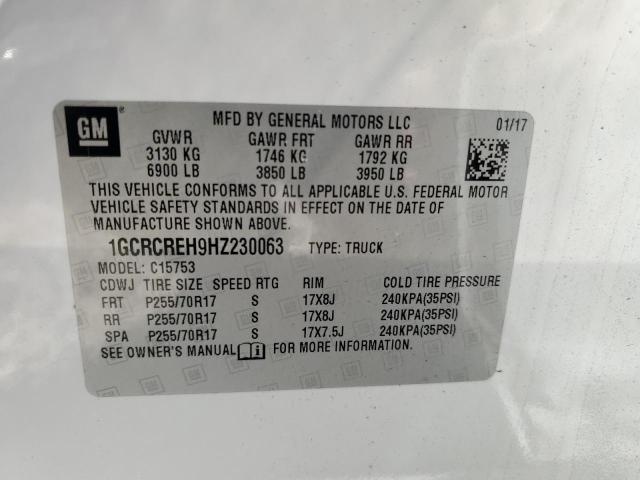 GM ®
MFD BY GENERAL MOTORS LLC 01/17
GVWR GAWR FRT GAWR RR
3130 KG 1746 KG 1792 KG
6900 LB 3850 LB 3950 LB
THIS VEHICLE CONFORMS TO ALL APPLICABLE U.S. FEDERAL MOTOR
VEHICLE SAFETY STANDARDS IN EFFECT ON THE DATE OF
MANUFACTURE SHOWN ABOVE.
1GCRCREH9HZ230063 TYPE: TRUCK
MODEL: C15753
CDWJ TIRE SIZE SPEED RTG RIM COLD TIRE PRESSURE
FRT P255/70R17 S 17X8J 240KPA(35PSI)
RR P255/70R17 S 17X8J 240KPA(35PSI)
SPA P255/70R17 S 17X7.5J 240KPA(35PSI)
SEE OWNER'S MANUAL FOR MORE INFORMATION.